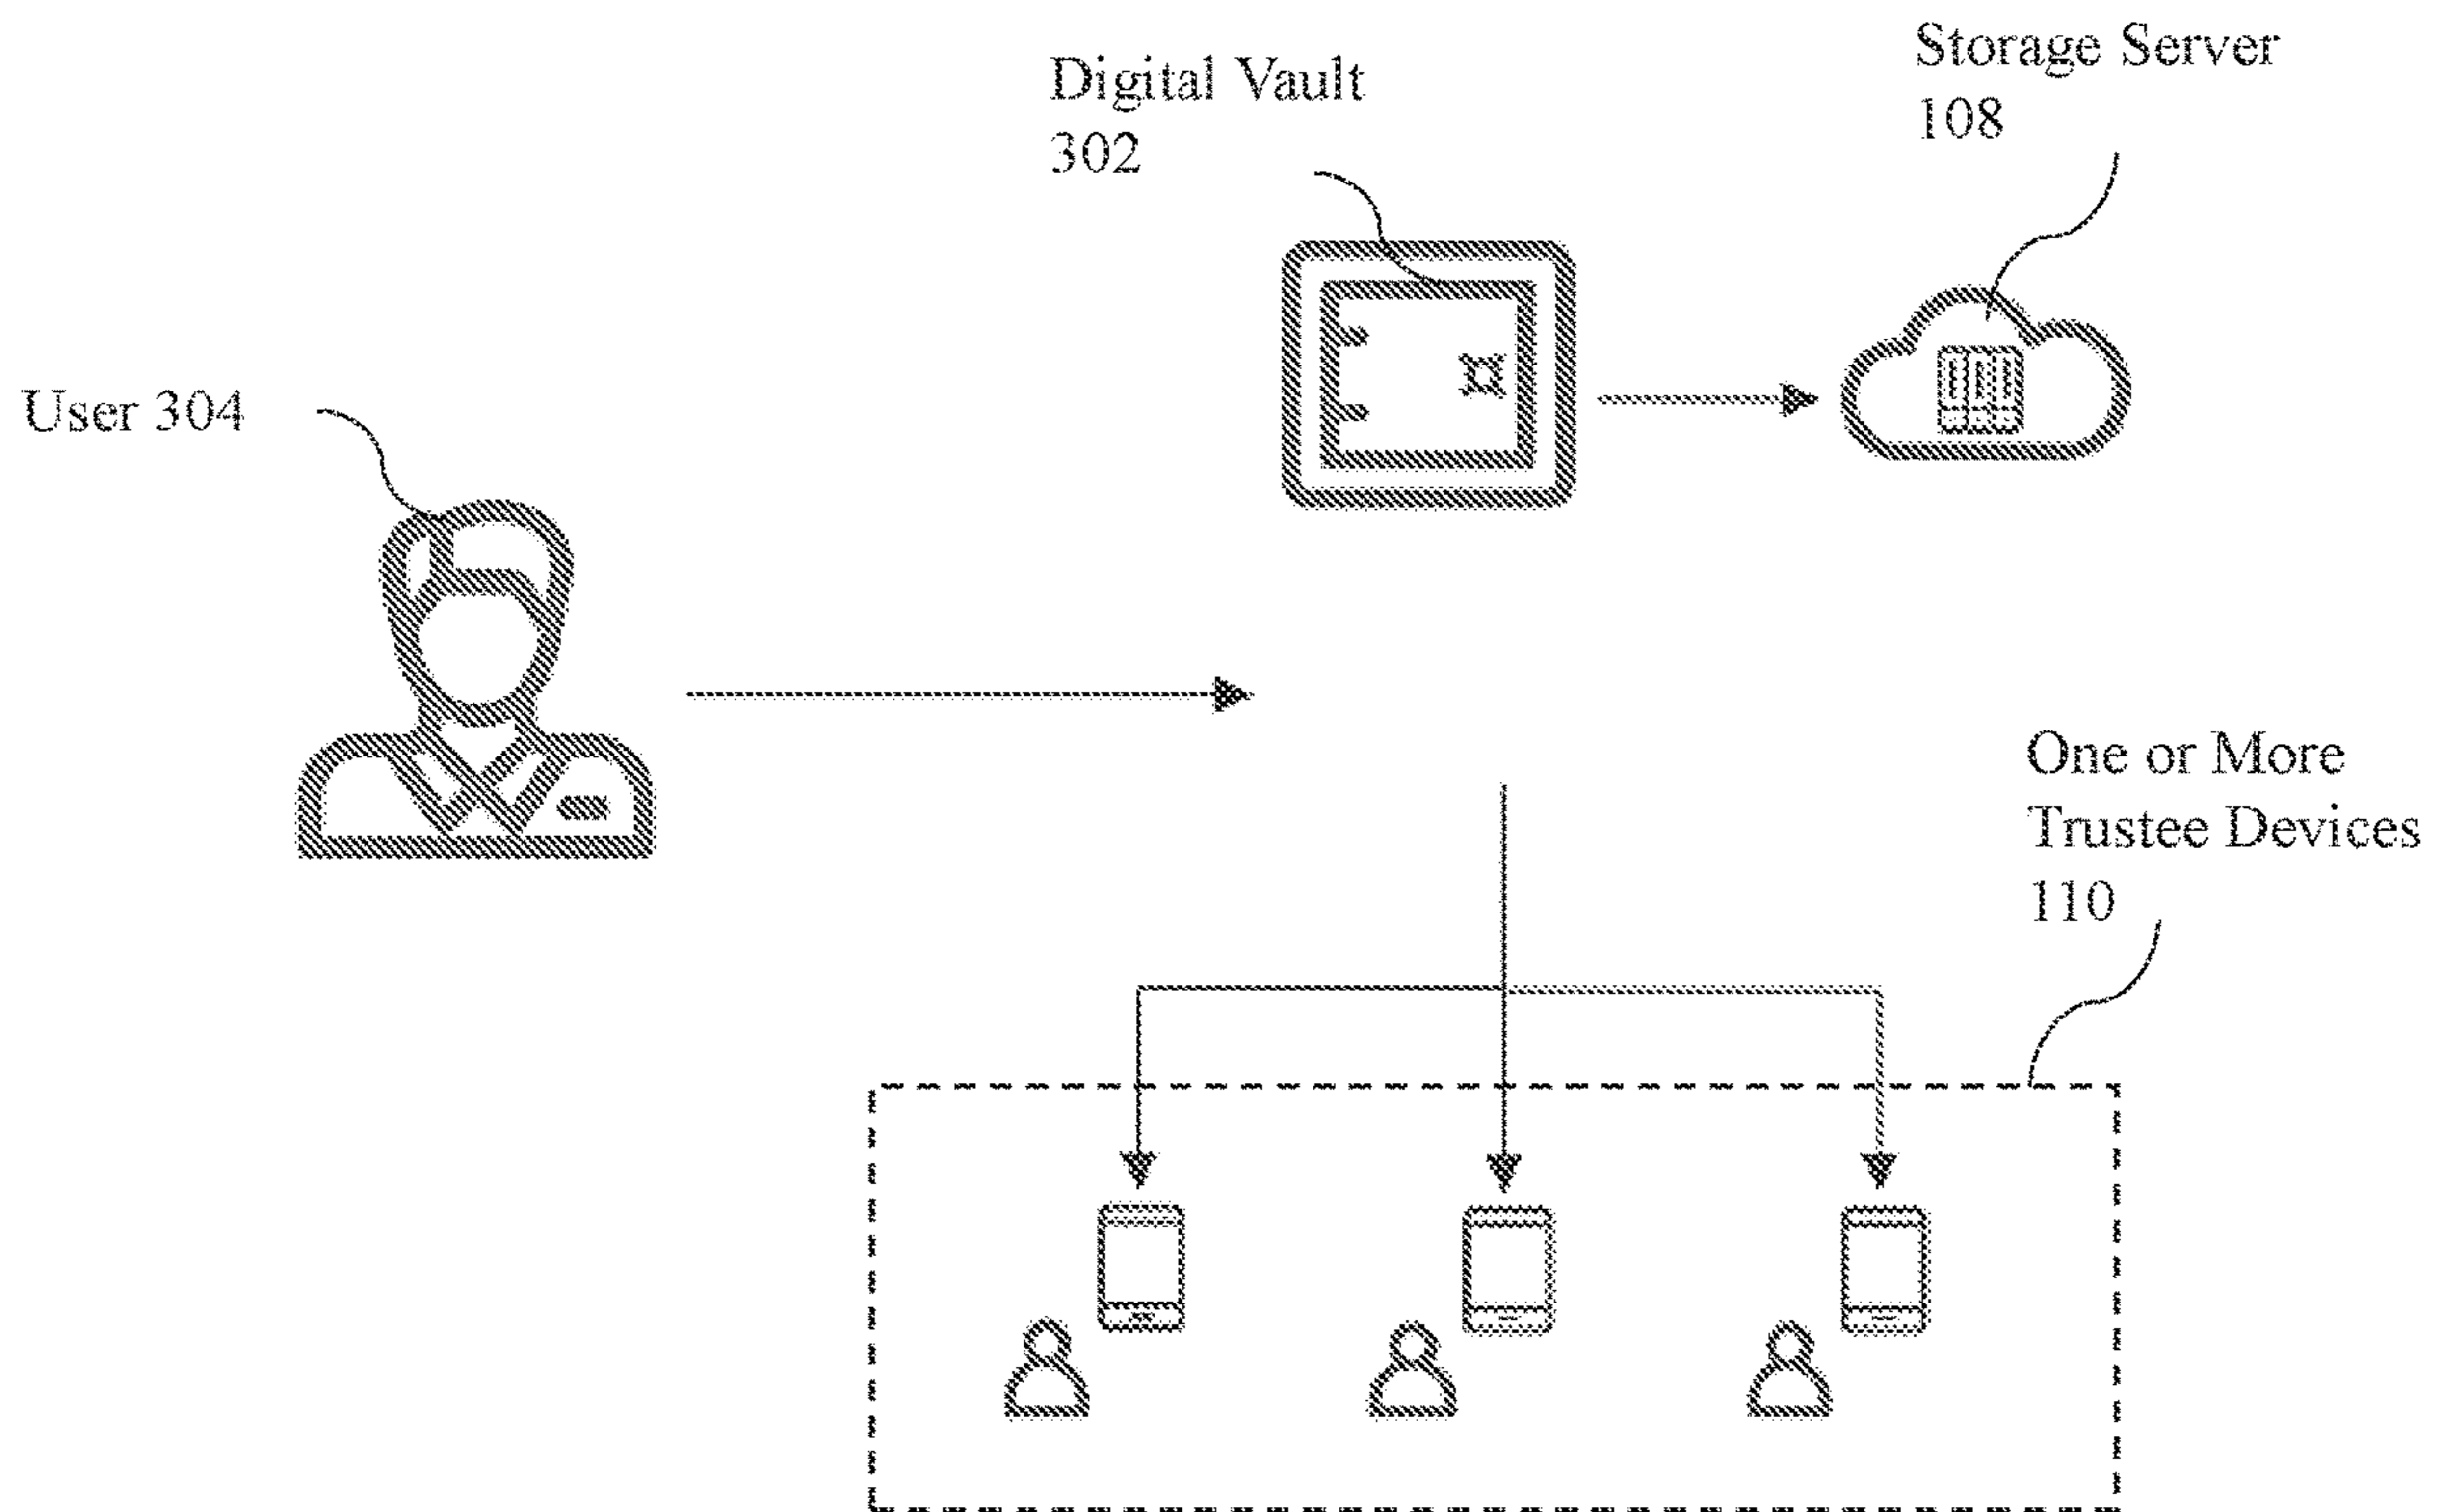 Storage Server
108
Digital Vault
302
User 304
One or More
Trustee Devices
110